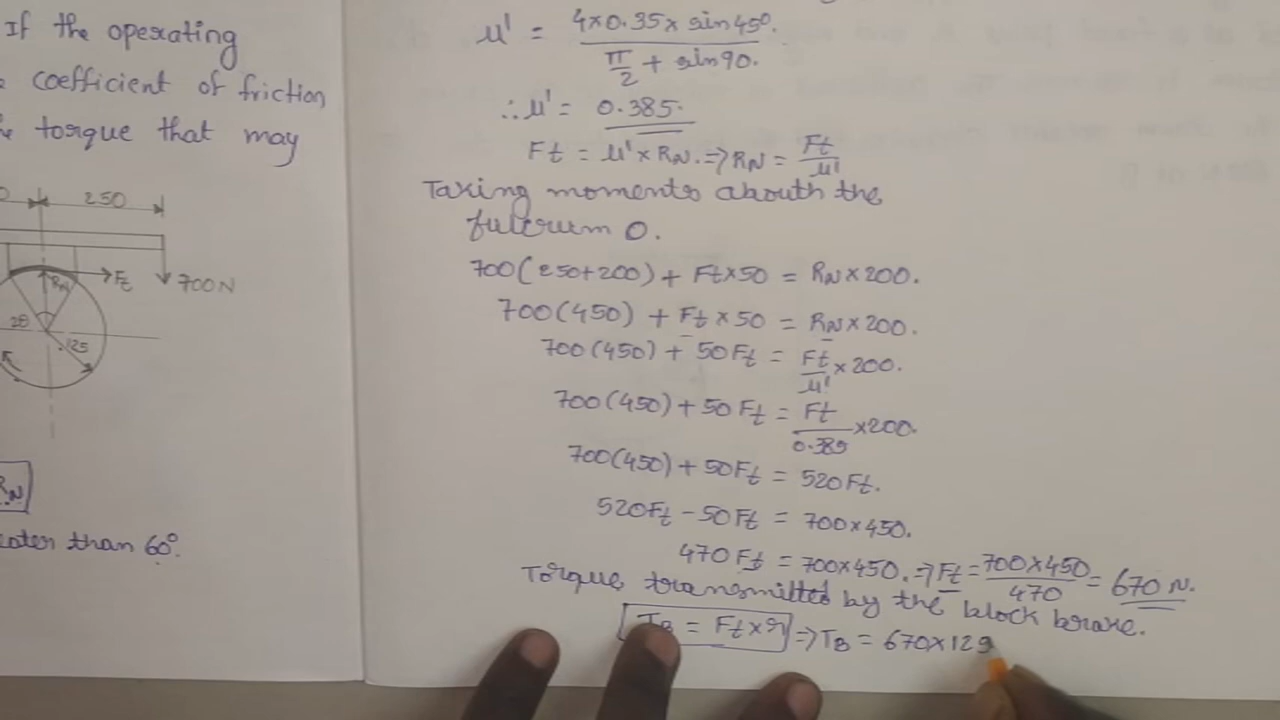 If the operating
coefficient of friction
torque that may
250
Ft
RN
700N
2θ
125
RN
than 60°.
μ' = 4×0.35× sin45°.
π/2 + sin90.
∴μ' = 0.385.
Ft = μ'×RN. ⇒ RN = Ft/μ'
Taking moments abouth the
fulcrum O.
700(250+200) + Ft×50 = RN×200.
700(450) + Ft×50 = RN×200.
700(450) + 50Ft = Ft/μ' ×200.
700(450) + 50Ft = Ft/0.385 ×200.
700(450) + 50Ft = 520Ft.
520Ft - 50Ft = 700×450.
470Ft = 700×450. ⇒ Ft = 700×450/470 = 670 N.
Torque transmitted by the block brake.
TB = Ft×r ⇒ TB = 670×125